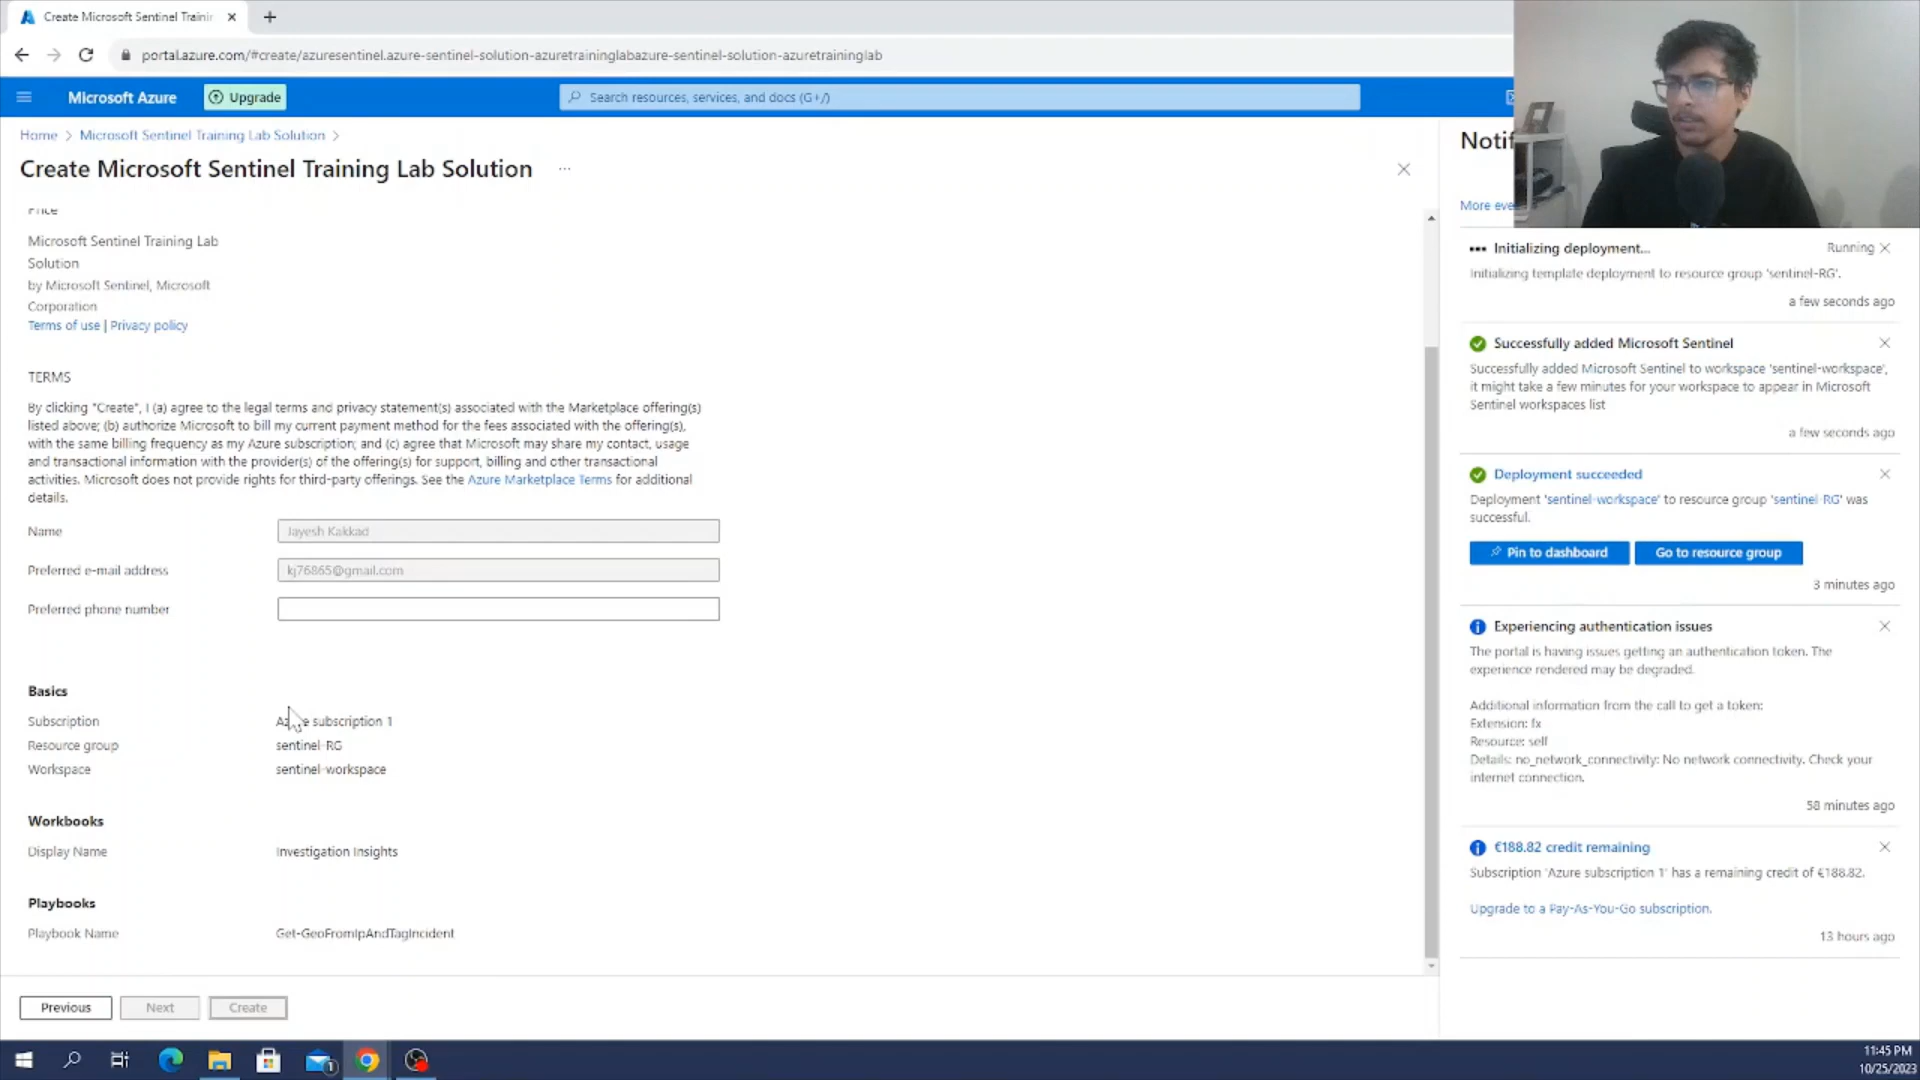 Create Microsoft Sentinel Traini
portal.azure.com/#create/azuresentinel.azure-sentinel-solution-azuretraininglabazure-sentinel-solution-azuretraininglab
Microsoft Azure
Upgrade
Search resources, services, and docs (G+/)
Home > Microsoft Sentinel Training Lab Solution >
Create Microsoft Sentinel Training Lab Solution ...
Price
Microsoft Sentinel Training Lab
Solution
by Microsoft Sentinel, Microsoft
Corporation
Terms of use | Privacy policy
TERMS
By clicking "Create", I (a) agree to the legal terms and privacy statement(s) associated with the Marketplace offering(s)
listed above; (b) authorize Microsoft to bill my current payment method for the fees associated with the offering(s),
with the same billing frequency as my Azure subscription; and (c) agree that Microsoft may share my contact, usage
and transactional information with the provider(s) of the offering(s) for support, billing and other transactional
activities. Microsoft does not provide rights for third-party offerings. See the Azure Marketplace Terms for additional
details.
Name Jayesh Kakkad
Preferred e-mail address kj76865@gmail.com
Preferred phone number
Basics
Subscription Azure subscription 1
Resource group sentinel-RG
Workspace sentinel-workspace
Workbooks
Display Name Investigation Insights
Playbooks
Playbook Name Get-GeoFromIpAndTagIncident
Previous Next Create
Notif
More eve
Initializing deployment... Running
Initializing template deployment to resource group 'sentinel-RG'.
a few seconds ago
Successfully added Microsoft Sentinel
Successfully added Microsoft Sentinel to workspace 'sentinel-workspace',
it might take a few minutes for your workspace to appear in Microsoft
Sentinel workspaces list
a few seconds ago
Deployment succeeded
Deployment 'sentinel-workspace' to resource group 'sentinel-RG' was
successful.
Pin to dashboard Go to resource group
3 minutes ago
Experiencing authentication issues
The portal is having issues getting an authentication token. The
experience rendered may be degraded.
Additional information from the call to get a token:
Extension: fx
Resource: self
Details: no_network_connectivity: No network connectivity. Check your
internet connection.
58 minutes ago
€188.82 credit remaining
Subscription 'Azure subscription 1' has a remaining credit of €188.82.
Upgrade to a Pay-As-You-Go subscription.
13 hours ago
1
11:45 PM
10/25/2023